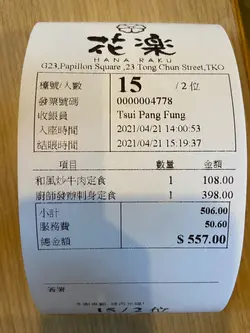 花楽
HANA RAKU
G23,Papillon Square ,23 Tong Chun Street,TKO
檯號/人數 15 / 2 位
發票號碼 0000004778
收銀員 Tsui Pang Fung
入座時間 2021/04/21 14:00:53
結賬時間 2021/04/21 15:19:37
項目 數量 金額
和風炒牛肉定食 1 108.00
廚師發辦刺身定食 1 398.00
小計 506.00
服務費 50.60
總金額 $ 557.00
15 / 2 位